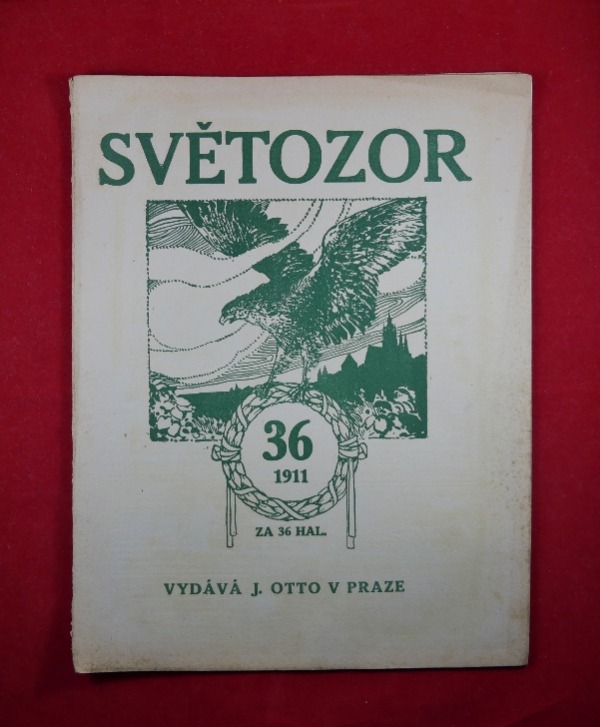 SVĚTOZOR
36
1911
ZA 36 HAL.
VYDÁVÁ J. OTTO V PRAZE